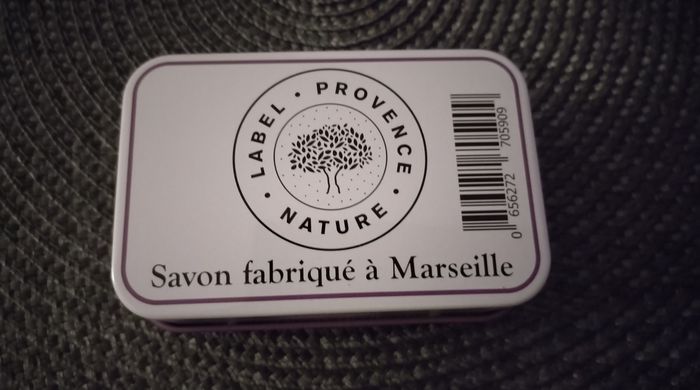 LABEL • PROVENCE • NATURE •
Savon fabriqué à Marseille
0 656272 705909